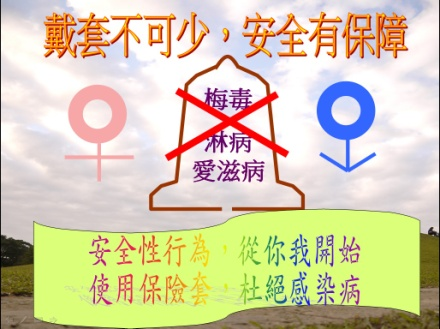 戴套不可少，安全有保障
梅毒
淋病
愛滋病
安全性行為，從你我開始
使用保險套，杜絕感染病